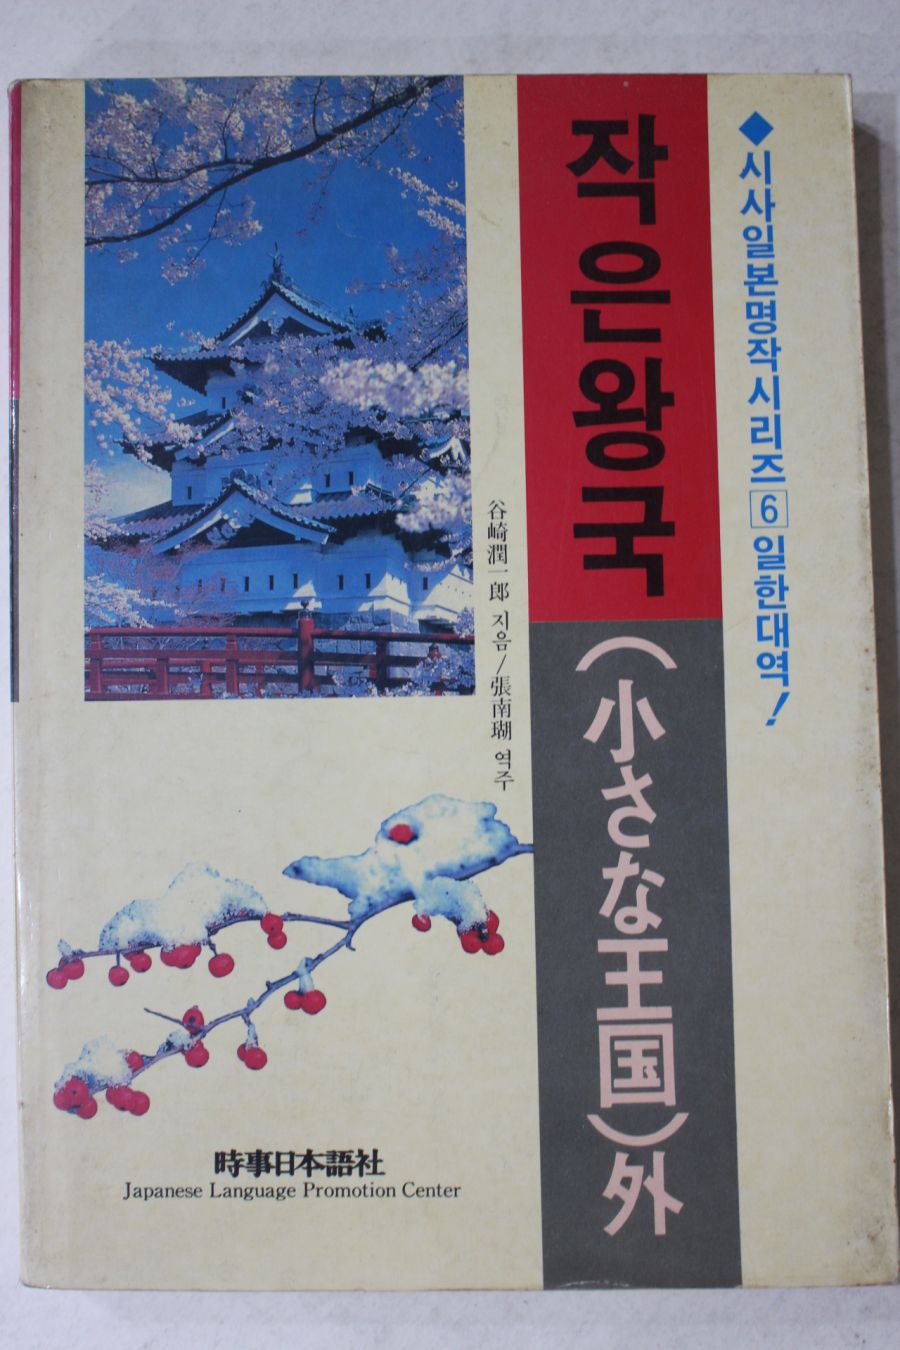 ◆시사일본명작시리즈 6 일한대역!
작은왕국
(小さな王国)外
谷崎潤一郎 지음/張南瑚 역주
時事日本語社
Japanese Language Promotion Center